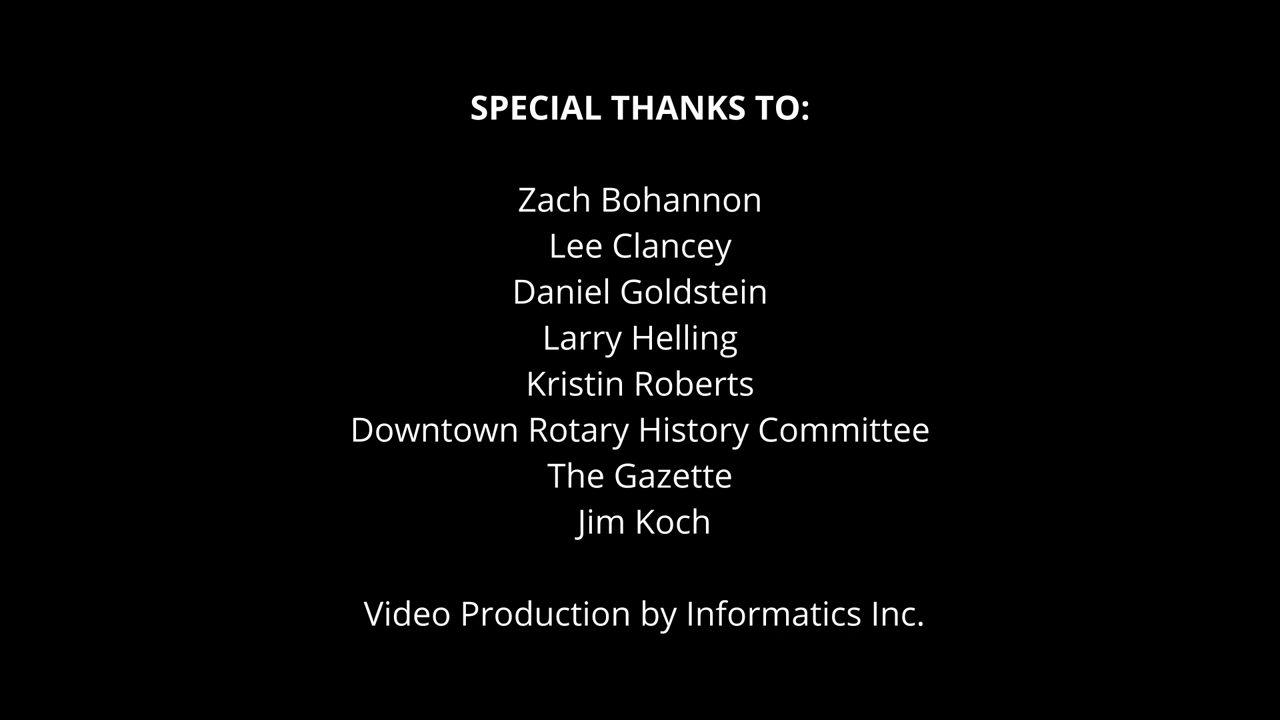 SPECIAL THANKS TO:
Zach Bohannon
Lee Clancey
Daniel Goldstein
Larry Helling
Kristin Roberts
Downtown Rotary History Committee
The Gazette
Jim Koch
Video Production by Informatics Inc.